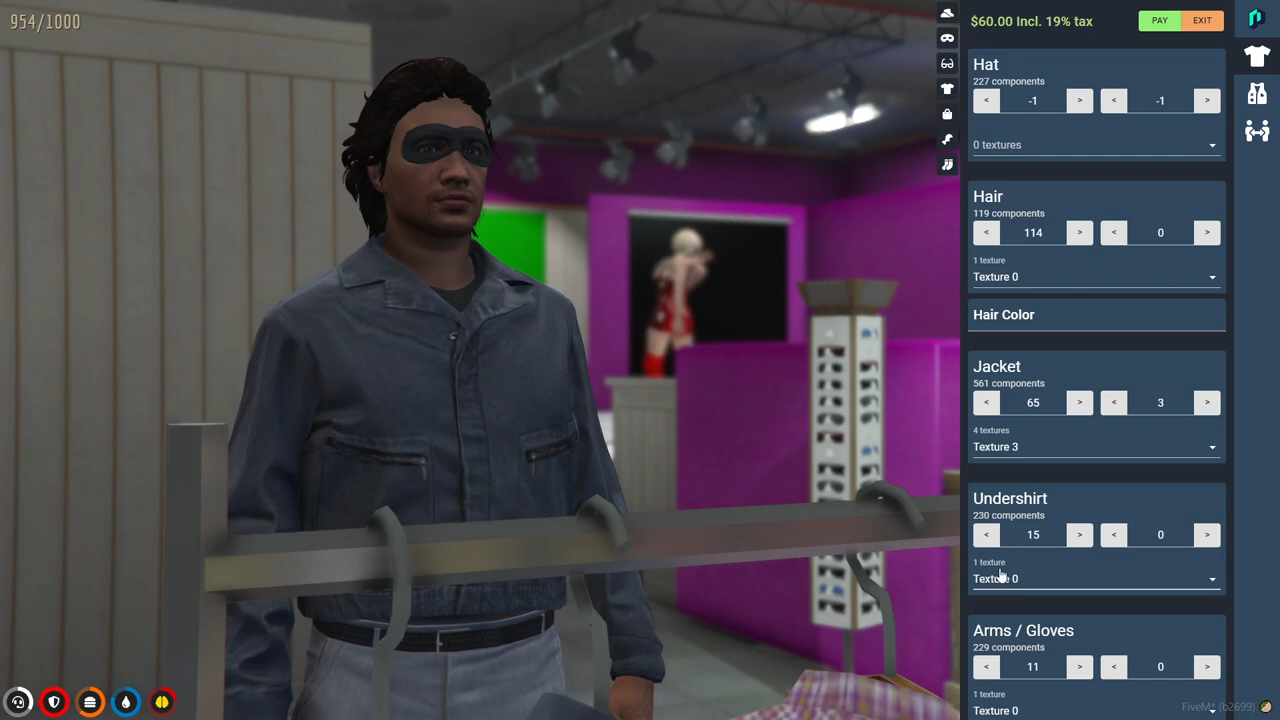 954/1000
$60.00 Incl. 19% tax
PAY
EXIT
Hat
227 components
< -1 > < -1 >
0 textures
Hair
119 components
< 114 > < 0 >
1 texture
Texture 0
Hair Color
Jacket
561 components
< 65 > < 3 >
4 textures
Texture 3
Undershirt
230 components
< 15 > < 0 >
1 texture
Texture 0
Arms / Gloves
229 components
< 11 > < 0 >
1 texture
Texture 0
FiveM* (b2699)